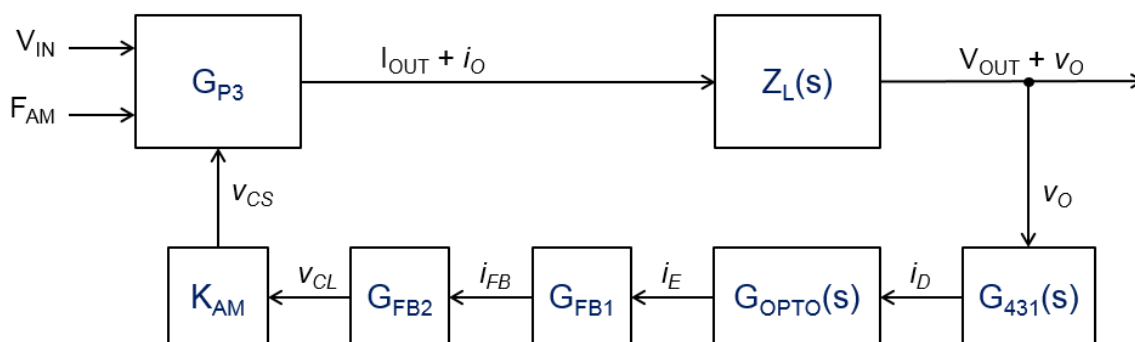 V_IN
F_AM
G_P3
I_OUT + i_O
Z_L(s)
V_OUT + v_O
v_CS
v_O
K_AM
v_CL
G_FB2
i_FB
G_FB1
i_E
G_OPTO(s)
i_D
G_431(s)